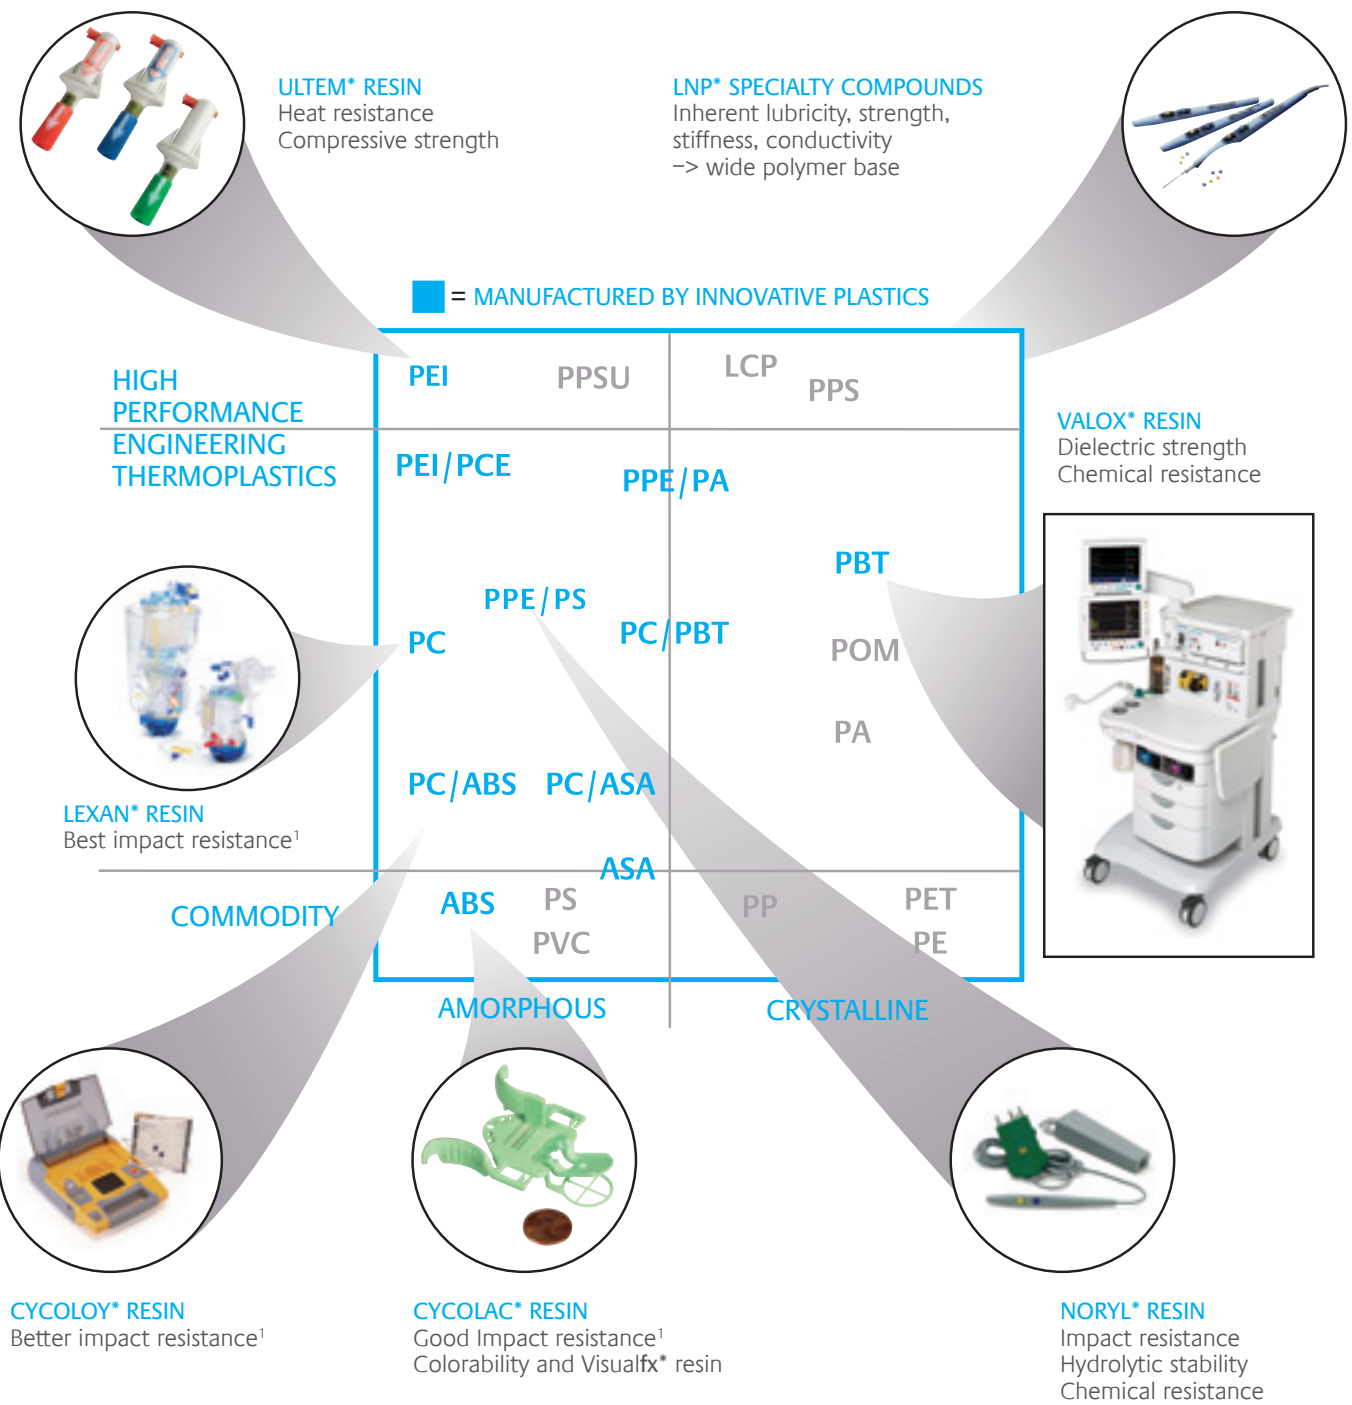 ULTEM* RESIN
Heat resistance
Compressive strength
LNP* SPECIALTY COMPOUNDS
Inherent lubricity, strength,
stiffness, conductivity
–> wide polymer base
= MANUFACTURED BY INNOVATIVE PLASTICS
HIGH
PERFORMANCE
PEI
PPSU
LCP
PPS
ENGINEERING
THERMOPLASTICS
PEI/PCE
PPE/PA
VALOX* RESIN
Dielectric strength
Chemical resistance
PBT
PPE/PS
PC
PC/PBT
POM
PA
PC/ABS
PC/ASA
LEXAN* RESIN
Best impact resistance¹
ASA
COMMODITY
ABS
PS
PVC
PP
PET
PE
AMORPHOUS
CRYSTALLINE
CYCOLOY* RESIN
Better impact resistance¹
CYCOLAC* RESIN
Good Impact resistance¹
Colorability and Visualfx* resin
NORYL* RESIN
Impact resistance
Hydrolytic stability
Chemical resistance